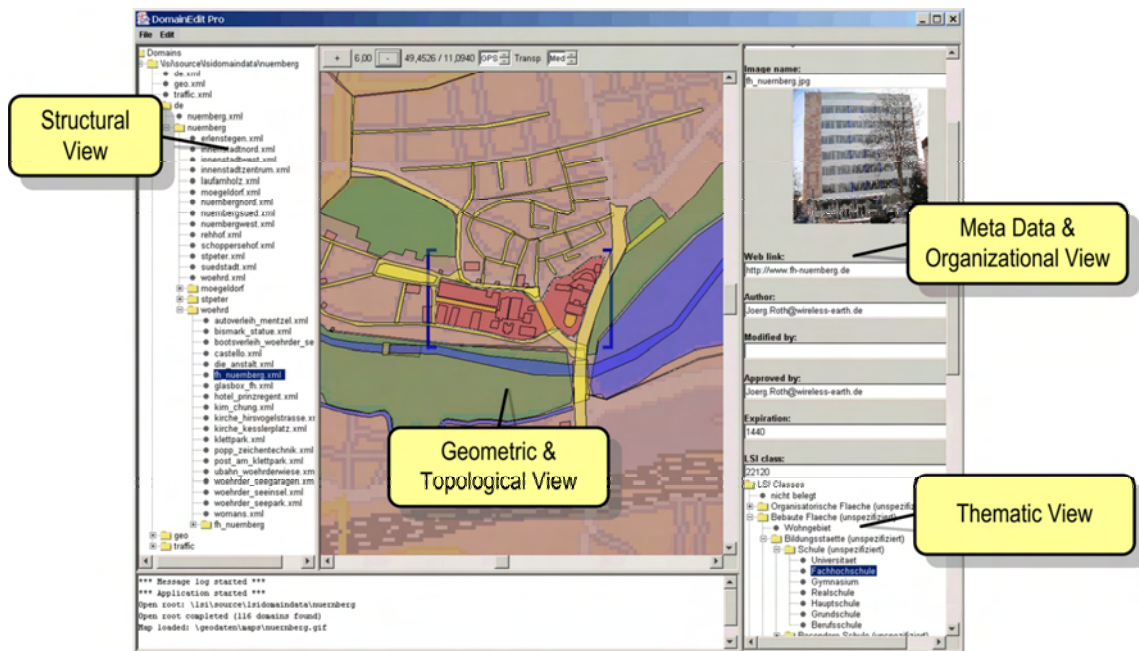 DomainEdit Pro
File Edit
Domains
\lsi\source\lsidomaindata\nuernberg
de.xml
geo.xml
traffic.xml
de
nuernberg.xml
nuernberg
erlenstegen.xml
innenstadtnord.xml
innenstadtwest.xml
innenstadtzentrum.xml
laufamholz.xml
moegeldorf.xml
nuernbergnord.xml
nuernbergsued.xml
nuernbergwest.xml
rehhof.xml
schoppershof.xml
stpeter.xml
suedstadt.xml
woehrd.xml
moegeldorf
stpeter
woehrd
autoverleih_mentzel.xml
bismark_statue.xml
bootsverleih_woehrder_se
castello.xml
die_anstalt.xml
fh_nuernberg.xml
glasbox_fh.xml
hotel_prinzregent.xml
kim_chung.xml
kirche_hirsvogelstrasse.xr
kirche_kesslerplatz.xml
klettpark.xml
popp_zeichentechnik.xml
post_am_klettpark.xml
ubahn_woehrderwiese.xm
woehrder_seegaragen.xm
woehrder_seeinsel.xml
woehrder_seepark.xml
womans.xml
fh_nuernberg
geo
traffic
Structural
View
+ 6,00 - 49,4526 / 11,0940 GPS Transp. Med
Geometric &
Topological View
Image name:
fh_nuernberg.jpg
Web link:
http://www.fh-nuernberg.de
Author:
Joerg.Roth@wireless-earth.de
Modified by:
Approved by:
Joerg.Roth@wireless-earth.de
Expiration:
1440
LSI class:
22120
LSI Classes
nicht belegt
Organisatorische Flaeche (unspezifiz
Bebaute Flaeche (unspezifiziert)
Wohngebiet
Bildungsstaette (unspezifiziert)
Schule (unspezifiziert)
Universitaet
Fachhochschule
Gymnasium
Realschule
Hauptschule
Grundschule
Berufsschule
Besondere Schule (unspezifiziert)
Meta Data &
Organizational View
Thematic View
*** Message log started ***
*** Application started ***
Open root: \lsi\source\lsidomaindata\nuernberg
Open root completed (116 domains found)
Map loaded: \geodaten\maps\nuernberg.gif